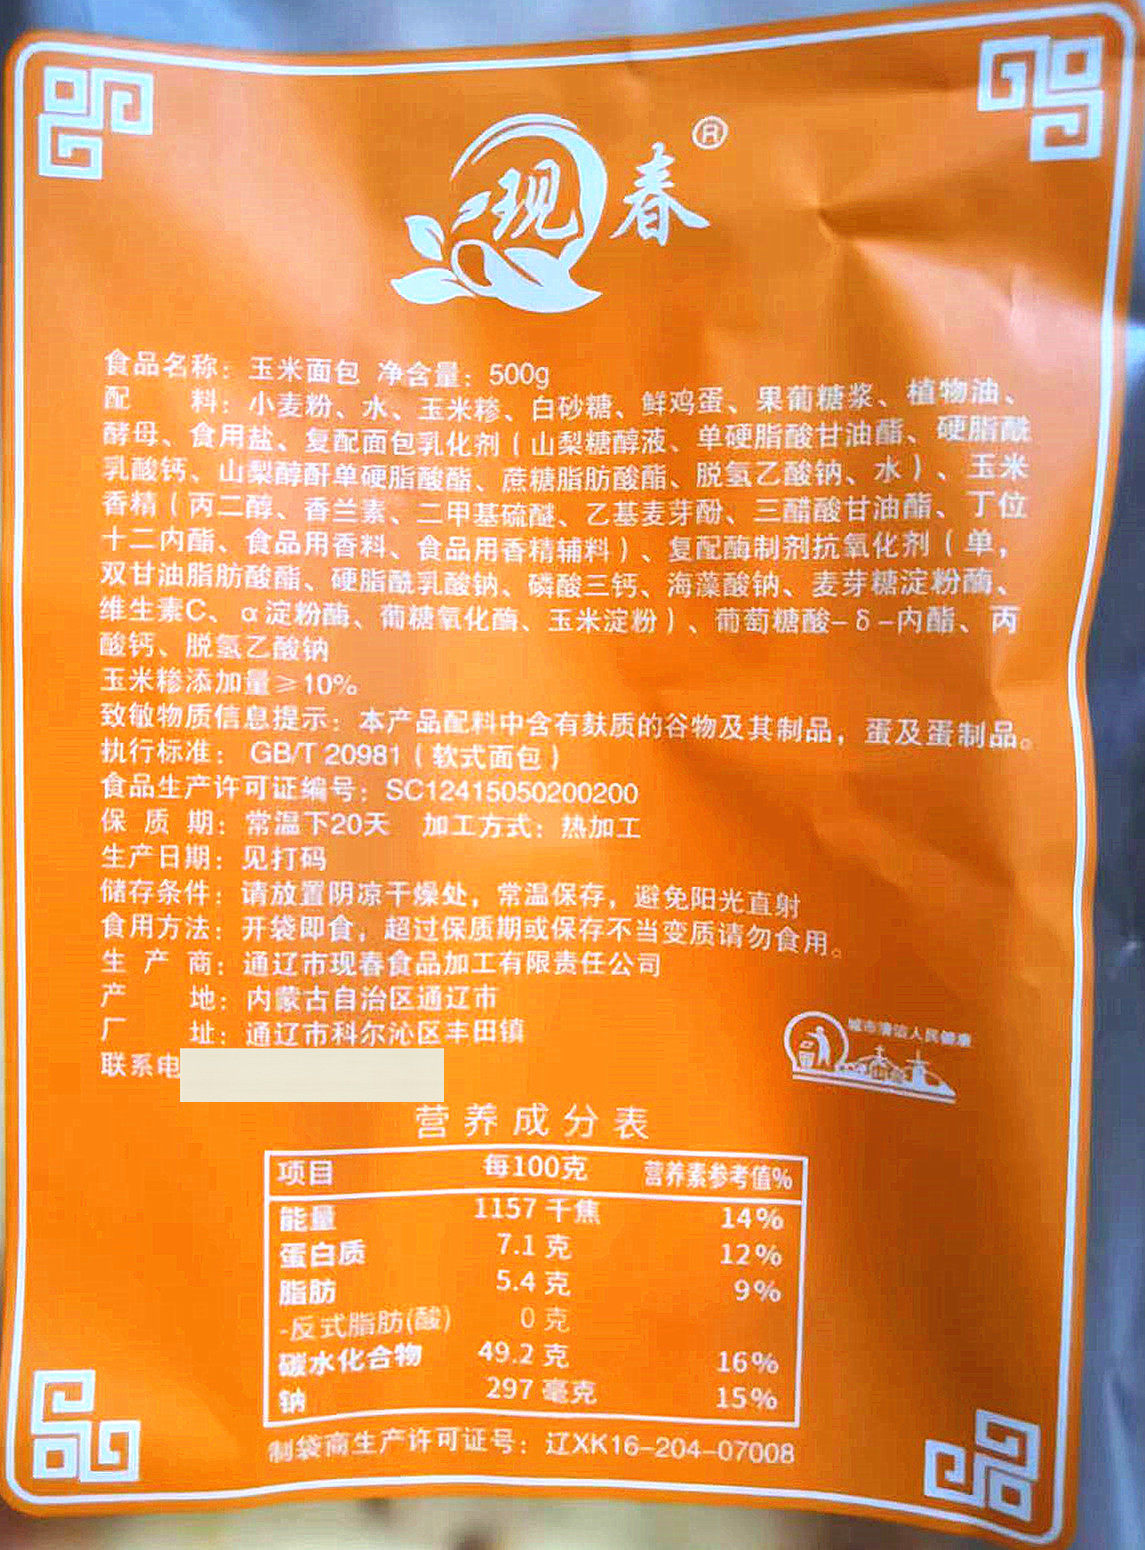 现春®
食品名称：玉米面包 净含量：500g
配 料：小麦粉、水、玉米糁、白砂糖、鲜鸡蛋、果葡糖浆、植物油、
酵母、食用盐、复配面包乳化剂（山梨糖醇液、单硬脂酸甘油酯、硬脂酰
乳酸钙、山梨醇酐单硬脂酸酯、蔗糖脂肪酸酯、脱氢乙酸钠、水）、玉米
香精（丙二醇、香兰素、二甲基硫醚、乙基麦芽酚、三醋酸甘油酯、丁位
十二内酯、食品用香料、食品用香精辅料）、复配酶制剂抗氧化剂（单，
双甘油脂肪酸酯、硬脂酰乳酸钠、磷酸三钙、海藻酸钠、麦芽糖淀粉酶、
维生素C、α淀粉酶、葡糖氧化酶、玉米淀粉）、葡萄糖酸-δ-内酯、丙
酸钙、脱氢乙酸钠
玉米糁添加量≥10%
致敏物质信息提示：本产品配料中含有麸质的谷物及其制品，蛋及蛋制品。
执行标准： GB/T 20981（软式面包）
食品生产许可证编号：SC12415050200200
保 质 期：常温下20天 加工方式：热加工
生产日期：见打码
储存条件：请放置阴凉干燥处，常温保存，避免阳光直射
食用方法：开袋即食，超过保质期或保存不当变质请勿食用。
生 产 商：通辽市现春食品加工有限责任公司
产 地：内蒙古自治区通辽市
厂 址：通辽市科尔沁区丰田镇
联系电
城市清洁人民健康
营养成分表
项目 每100克 营养素参考值%
能量 1157 千焦 14%
蛋白质 7.1 克 12%
脂肪 5.4 克 9%
-反式脂肪(酸) 0 克
碳水化合物 49.2 克 16%
钠 297 毫克 15%
制袋商生产许可证号：辽XK16-204-07008